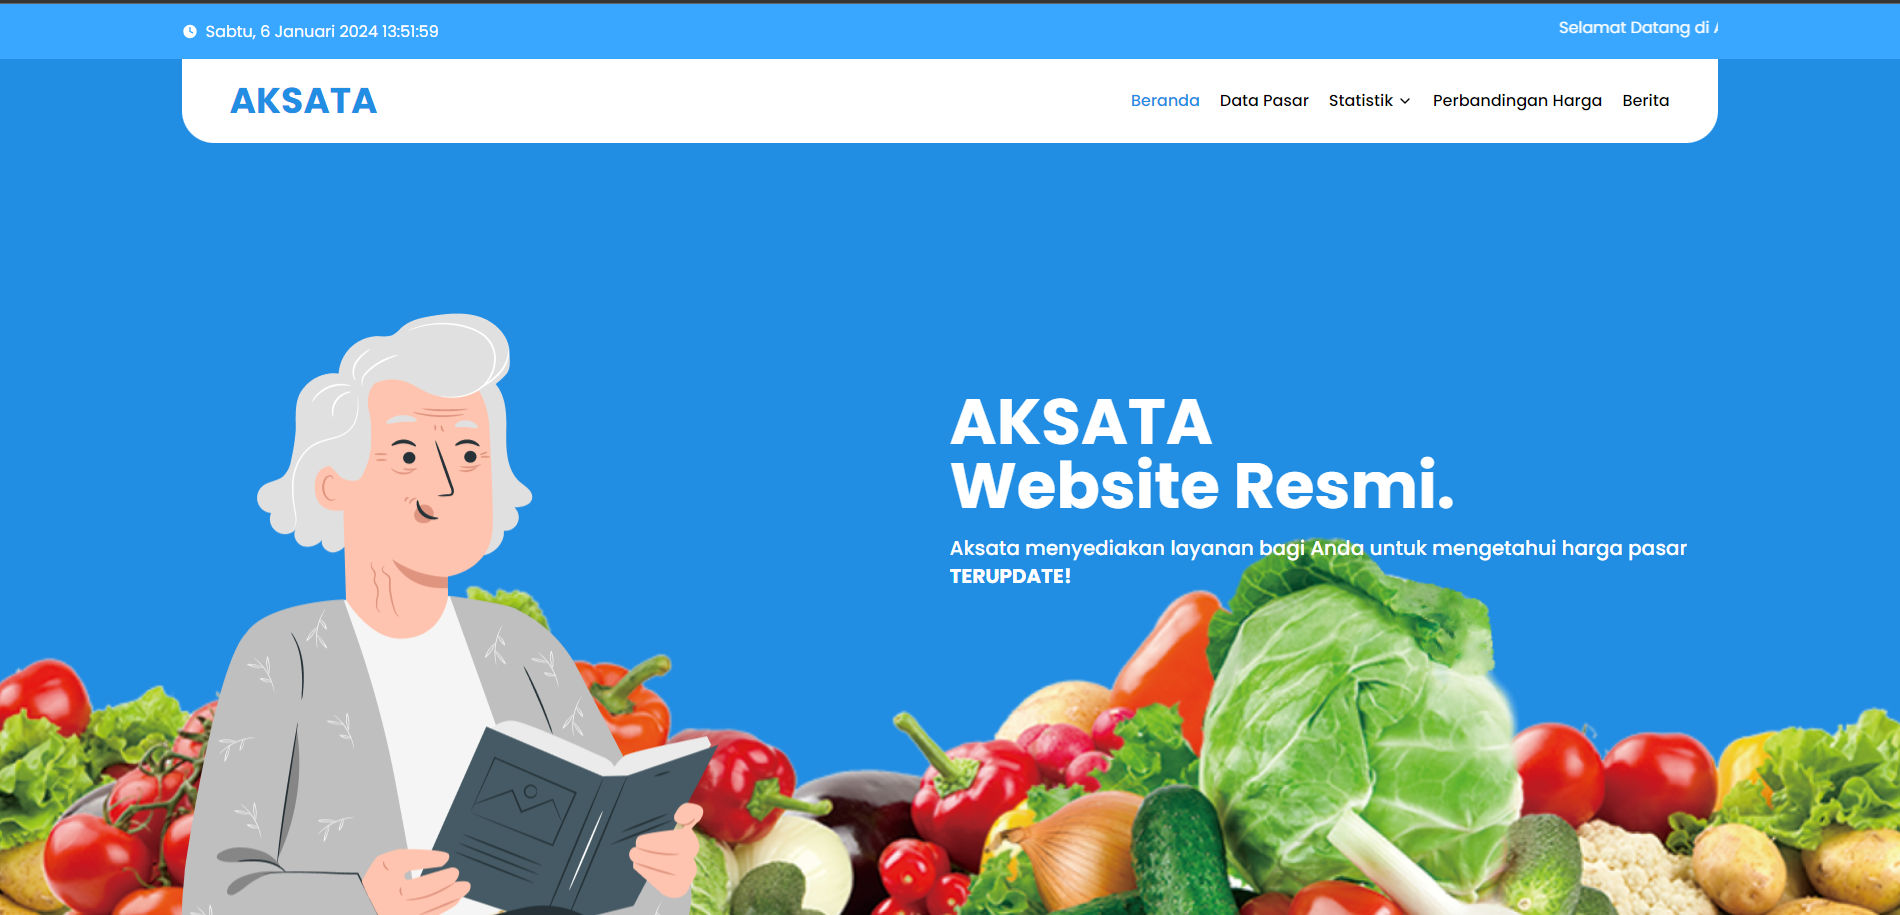 Sabtu, 6 Januari 2024 13:51:59
Selamat Datang di
AKSATA
Beranda Data Pasar Statistik Perbandingan Harga Berita
AKSATA
Website Resmi.
Aksata menyediakan layanan bagi Anda untuk mengetahui harga pasar
TERUPDATE!